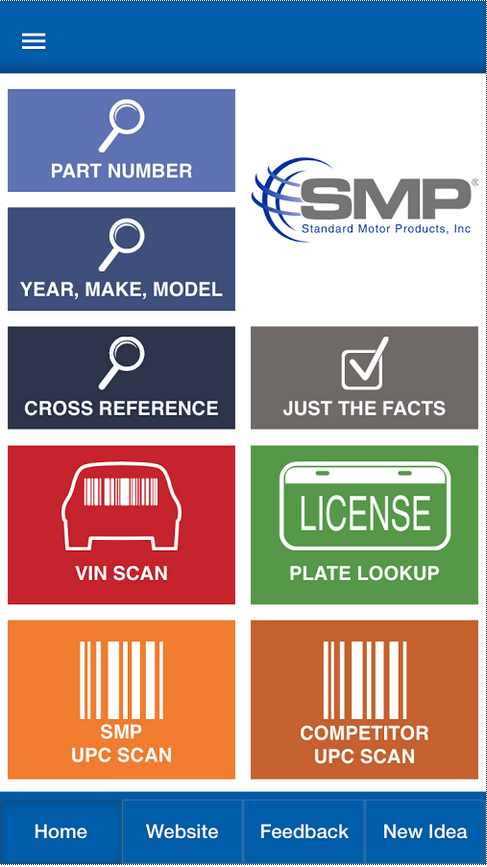 PART NUMBER
SMP®
Standard Motor Products, Inc
YEAR, MAKE, MODEL
CROSS REFERENCE
JUST THE FACTS
VIN SCAN
LICENSE
PLATE LOOKUP
SMP
UPC SCAN
COMPETITOR
UPC SCAN
Home
Website
Feedback
New Idea